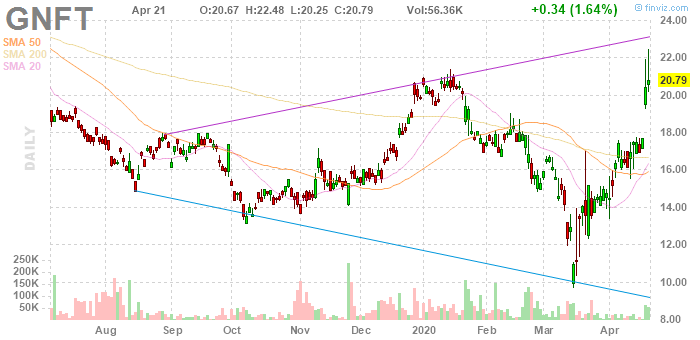 GNFT Apr 21 O:20.67 H:22.48 L:20.25 C:20.79 Vol:56.36K +0.34 (1.64%)
© finviz.com
SMA 50
SMA 200
SMA 20
DAILY
24.00
22.00
20.79
20.00
18.00
16.00
14.00
12.00
10.00
8.00
250K
200K
150K
100K
50K
Aug Sep Oct Nov Dec 2020 Feb Mar Apr